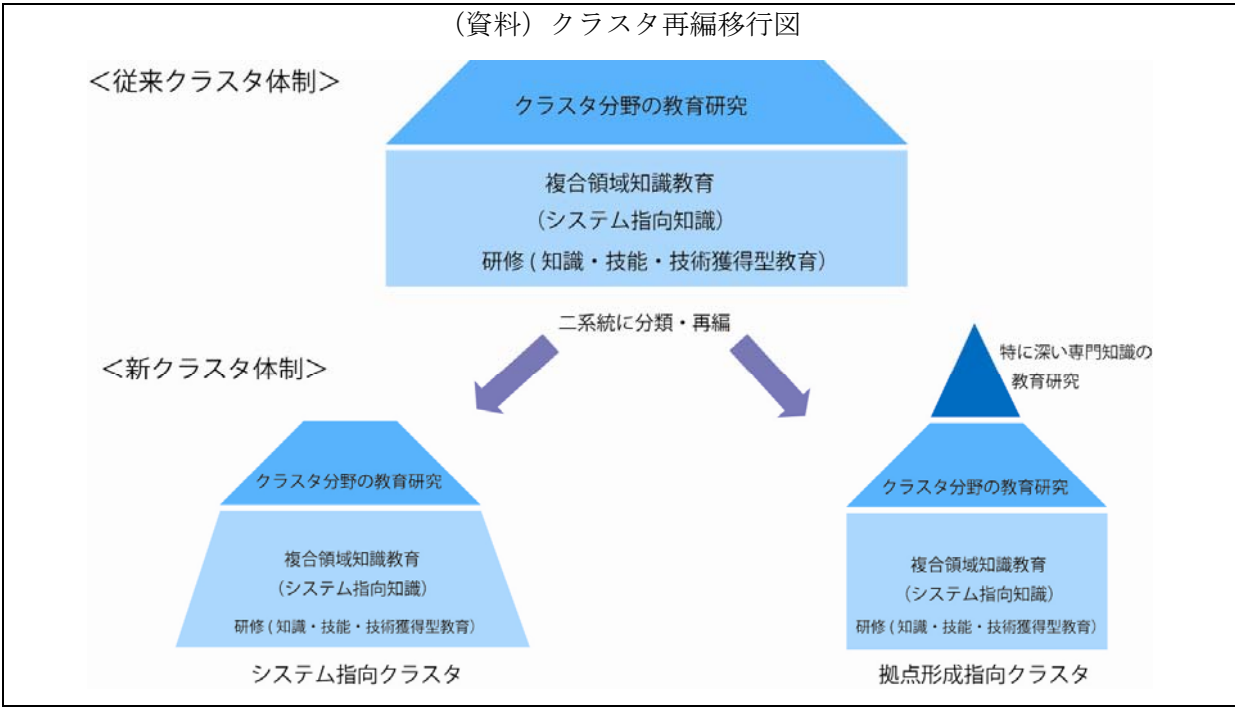 (資料)クラスタ再編移行図
<従来クラスタ体制>
クラスタ分野の教育研究
複合領域知識教育
(システム指向知識)
研修(知識・技能・技術獲得型教育)
二系統に分類・再編
<新クラスタ体制>
特に深い専門知識の
教育研究
クラスタ分野の教育研究
複合領域知識教育
(システム指向知識)
研修(知識・技能・技術獲得型教育)
システム指向クラスタ
クラスタ分野の教育研究
複合領域知識教育
(システム指向知識)
研修(知識・技能・技術獲得型教育)
拠点形成指向クラスタ